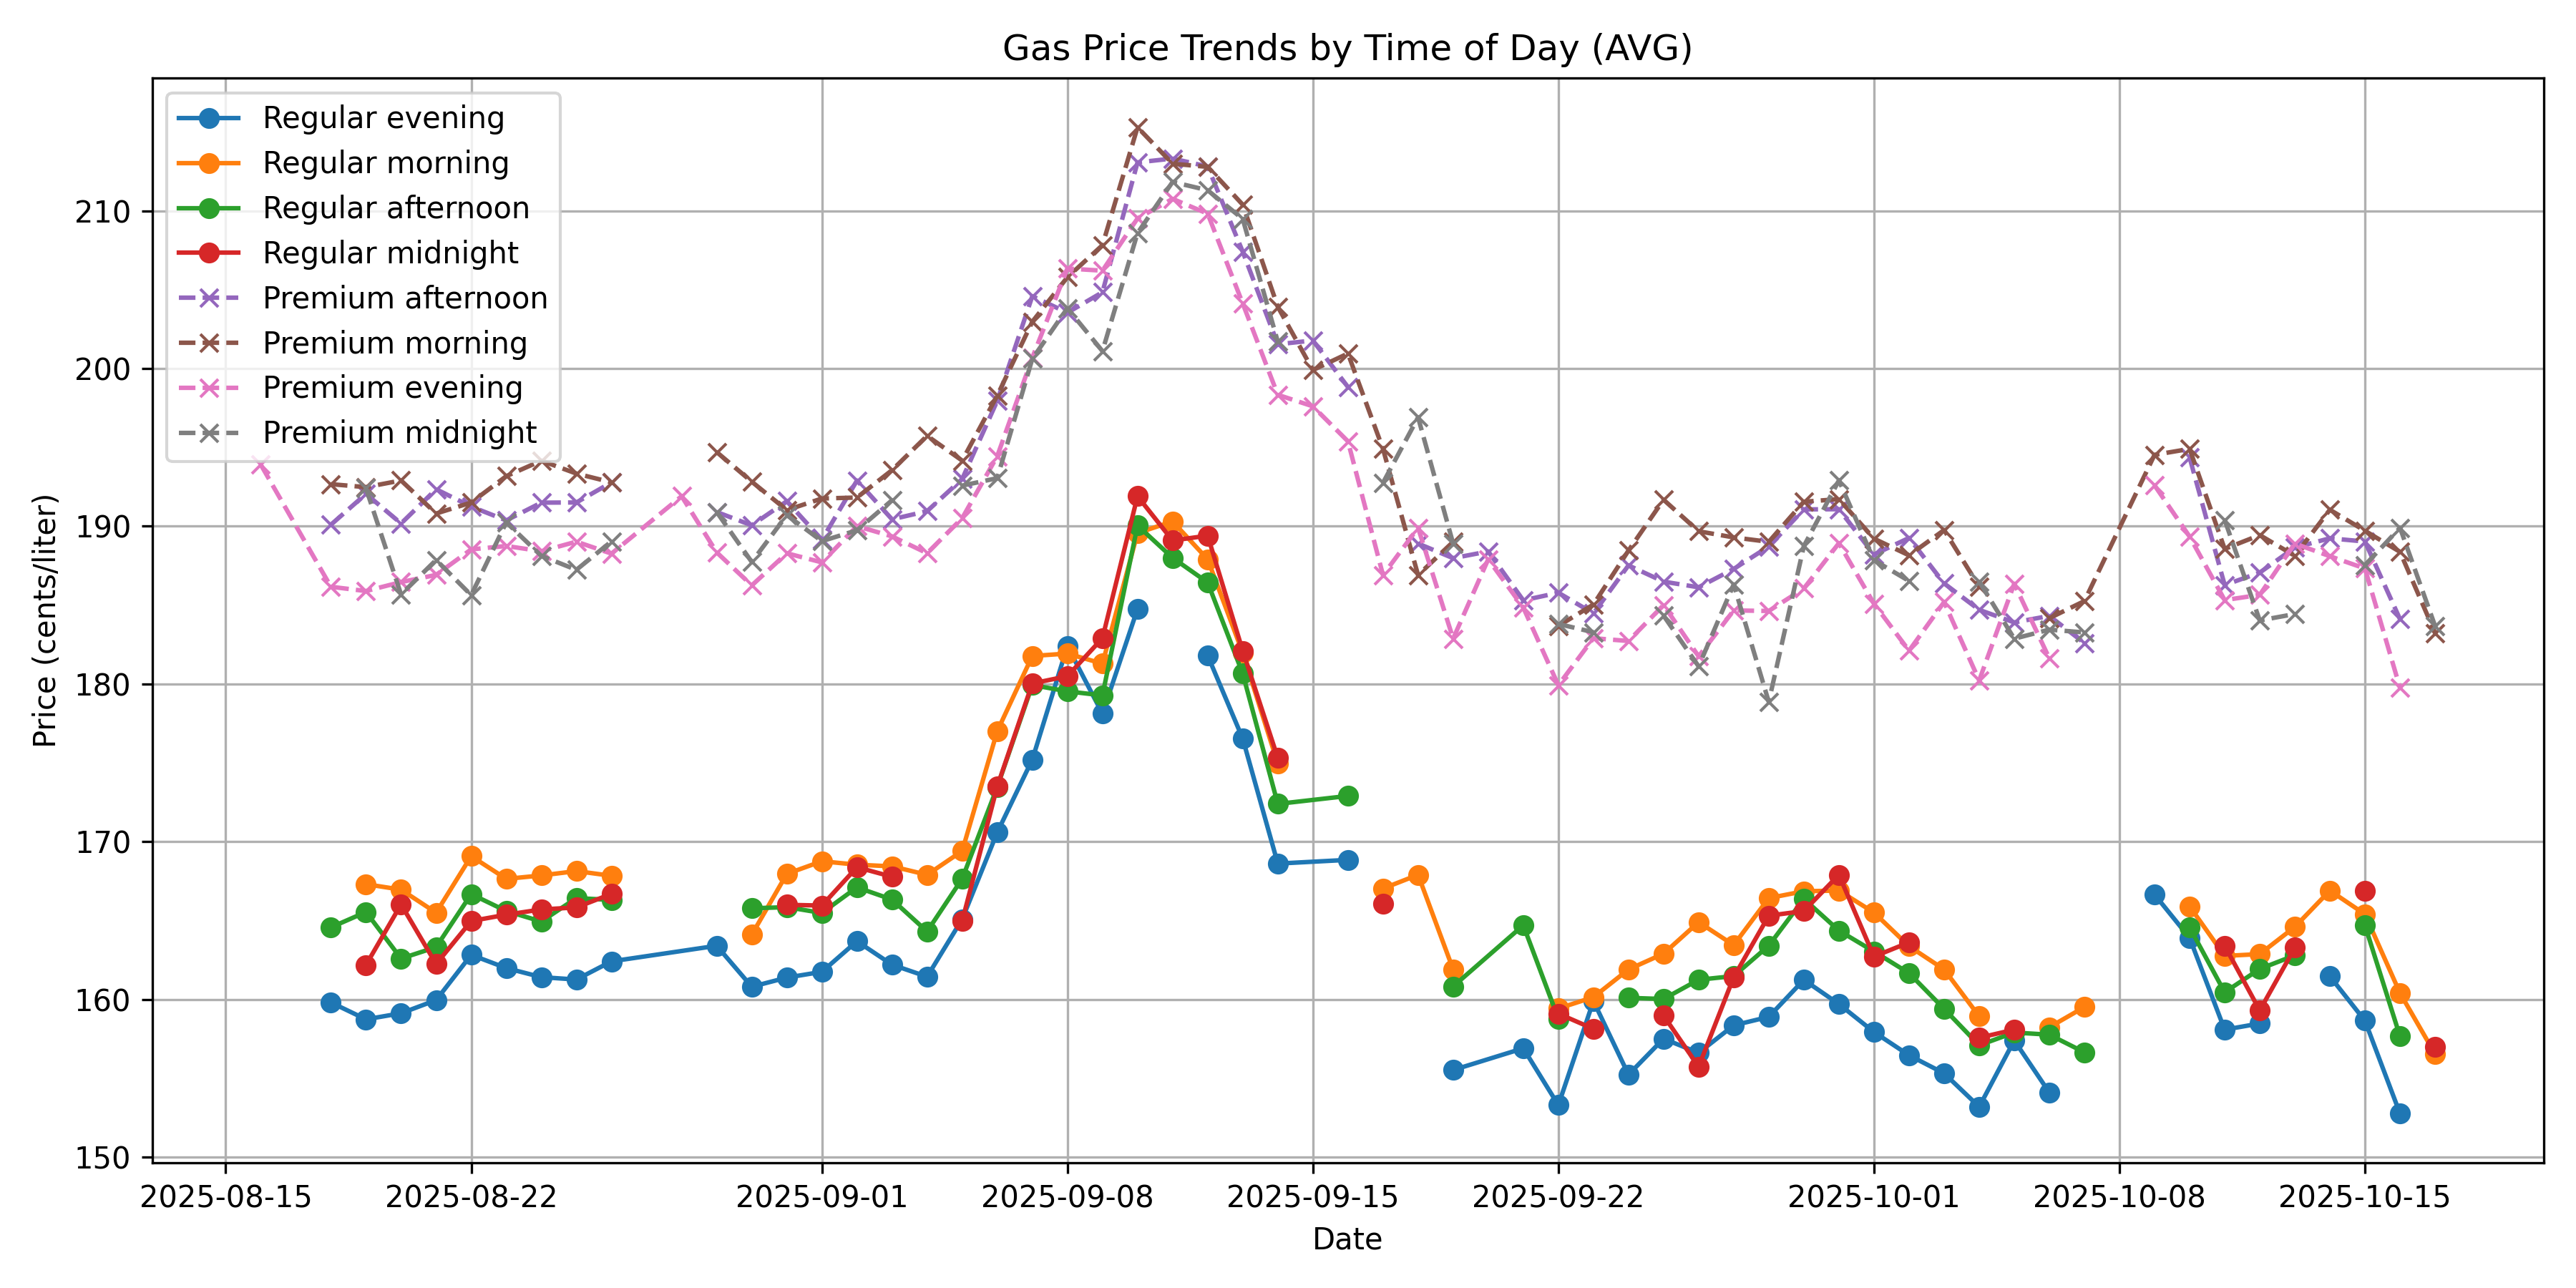 Gas Price Trends by Time of Day (AVG)
Regular evening
Regular morning
Regular afternoon
Regular midnight
Premium afternoon
Premium morning
Premium evening
Premium midnight
Price (cents/liter)
210
200
190
180
170
160
150
2025-08-15 2025-08-22 2025-09-01 2025-09-08 2025-09-15 2025-09-22 2025-10-01 2025-10-08 2025-10-15
Date